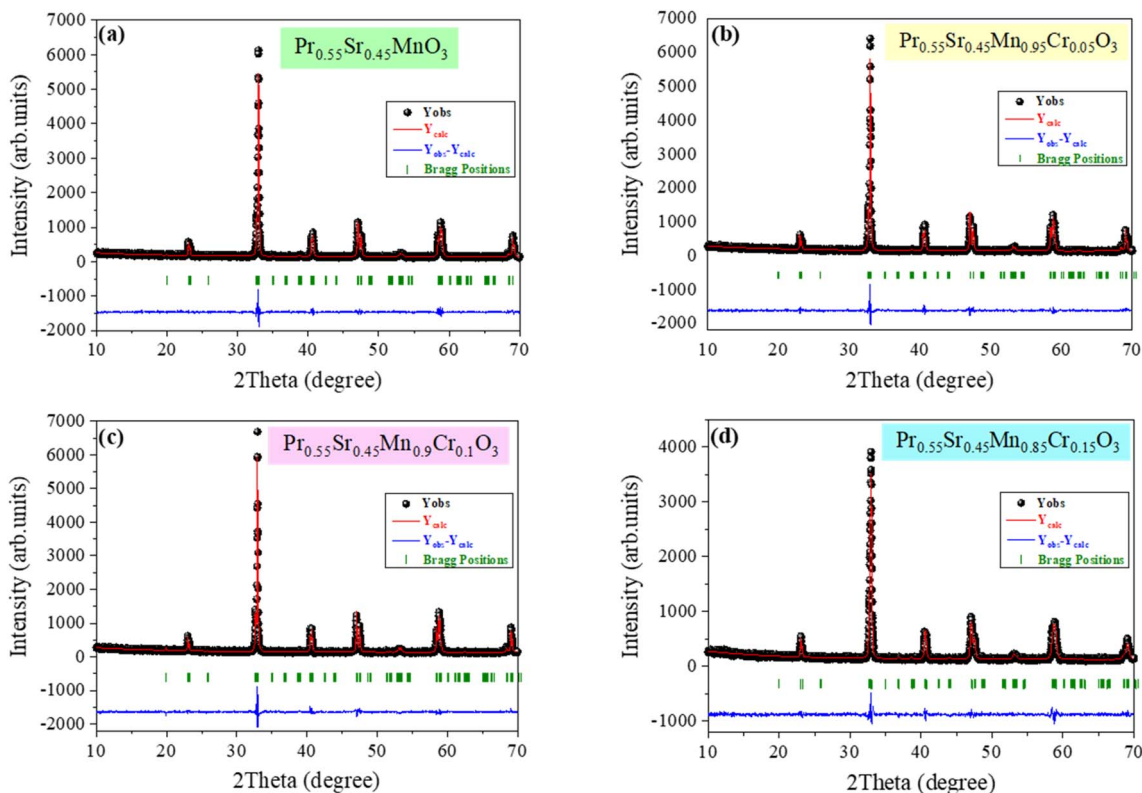 (a)
Pr0.55Sr0.45MnO3
Yobs
Ycalc
Yobs-Ycalc
Bragg Positions
7000
6000
5000
4000
3000
2000
1000
0
-1000
-2000
Intensity (arb.units)
10 20 30 40 50 60 70
2Theta (degree)
(b)
Pr0.55Sr0.45Mn0.95Cr0.05O3
Yobs
Ycalc
Yobs-Ycalc
Bragg Positions
7000
6000
5000
4000
3000
2000
1000
0
-1000
-2000
Intensity (arb.units)
10 20 30 40 50 60 70
2Theta (degree)
(c)
Pr0.55Sr0.45Mn0.9Cr0.1O3
Yobs
Ycalc
Yobs-Ycalc
Bragg Positions
7000
6000
5000
4000
3000
2000
1000
0
-1000
-2000
Intensity (arb.units)
10 20 30 40 50 60 70
2Theta (degree)
(d)
Pr0.55Sr0.45Mn0.85Cr0.15O3
Yobs
Ycalc
Yobs-Ycalc
Bragg Positions
4000
3000
2000
1000
0
-1000
Intensity (arb.units)
10 20 30 40 50 60 70
2Theta (degree)